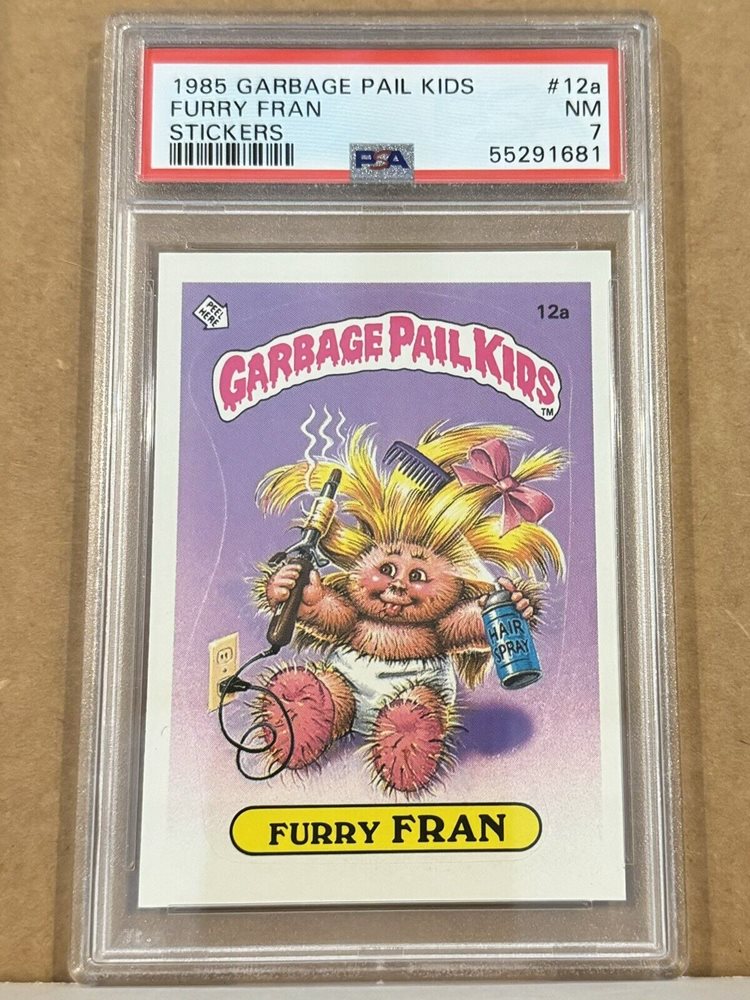 1985 GARBAGE PAIL KIDS #12a
FURRY FRAN NM
STICKERS 7
PSA 55291681
PEEL HERE
12a
GARBAGE PAIL KIDS TM
HAIR
SPRAY
FURRY FRAN